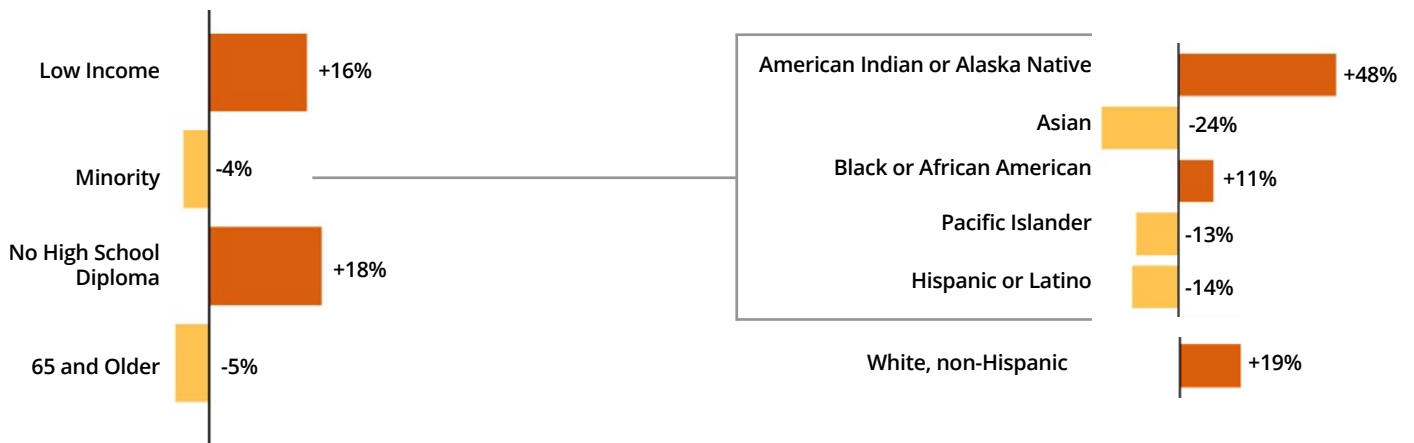 Low Income
+16%
Minority
-4%
No High School
Diploma
+18%
65 and Older
-5%
American Indian or Alaska Native
+48%
Asian
-24%
Black or African American
+11%
Pacific Islander
-13%
Hispanic or Latino
-14%
White, non-Hispanic
+19%